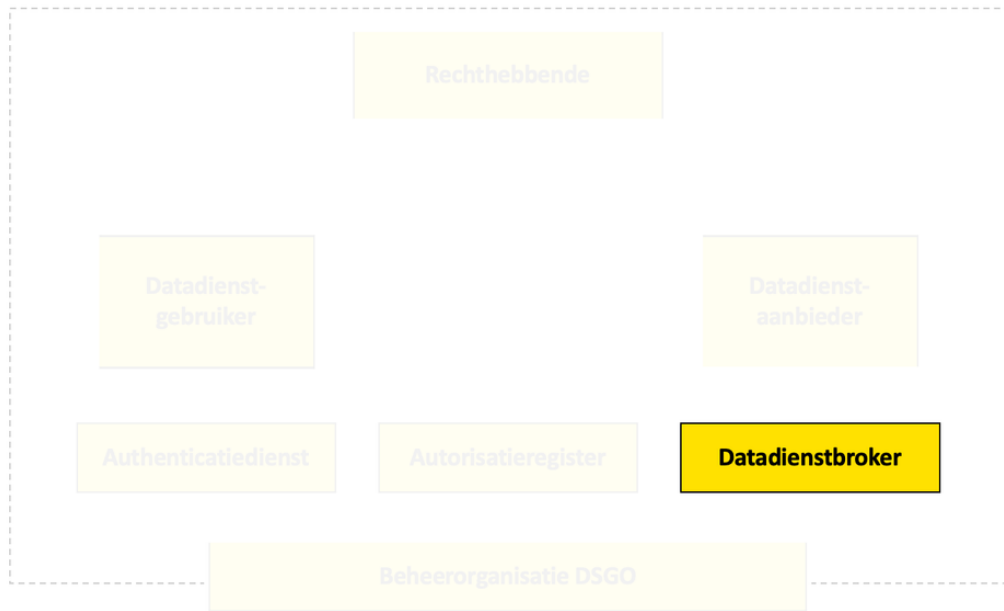 Rechthebbende
Datadienst-
gebruiker
Datadienst-
aanbieder
Authenticatiedienst
Autorisatieregister
Datadienstbroker
Beheerorganisatie DSGO